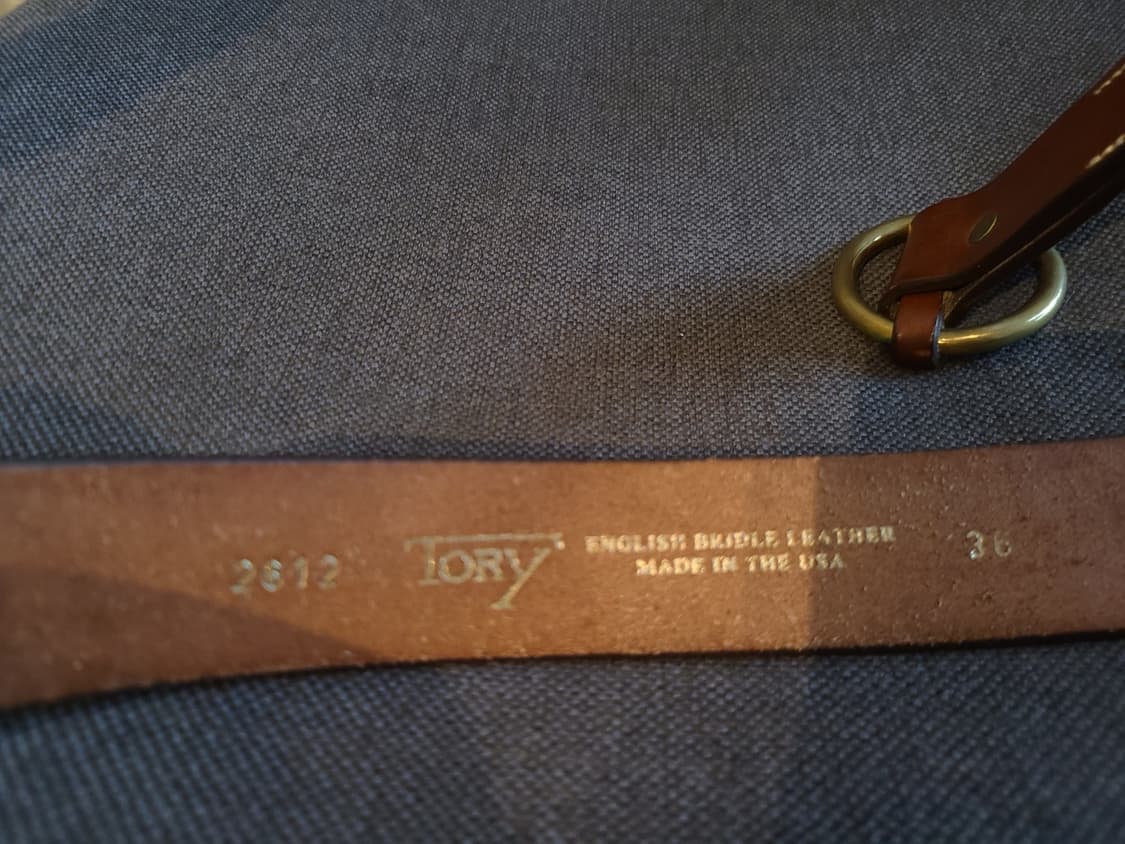 2612
TORY
ENGLISH BRIDLE LEATHER
MADE IN THE USA
36